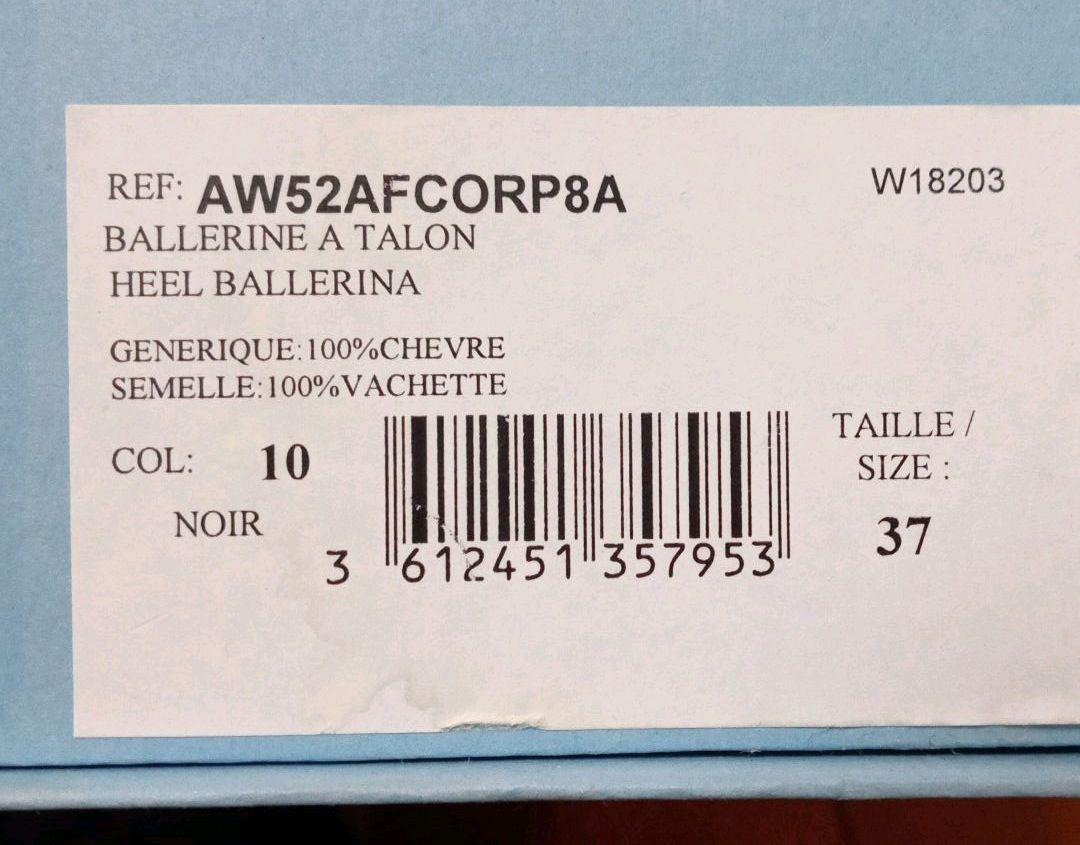 REF: AW52AFCORP8A
W18203
BALLERINE A TALON
HEEL BALLERINA
GENERIQUE:100%CHEVRE
SEMELLE:100%VACHETTE
COL: 10
NOIR
3 612451 357953
TAILLE /
SIZE :
37